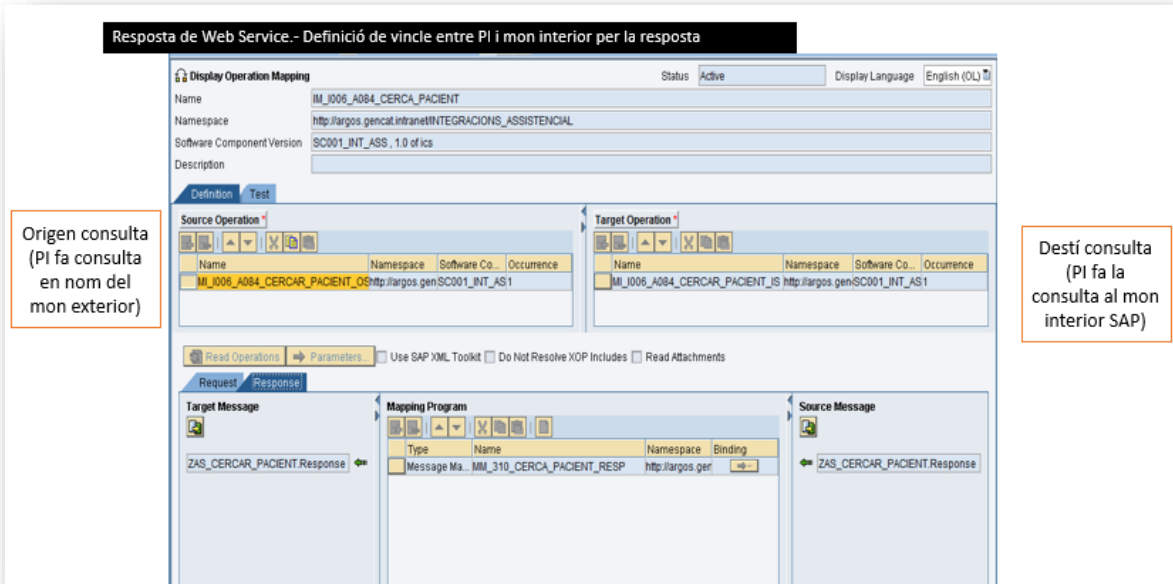 Resposta de Web Service.- Definició de vincle entre PI i mon interior per la resposta
Display Operation Mapping Status Active Display Language English (OL)
Name IM_I006_A084_CERCA_PACIENT
Namespace http://argos.gencat.intranet/INTEGRACIONS_ASSISTENCIAL
Software Component Version SC001_INT_ASS , 1.0 of ics
Description
Definition Test
Source Operation * Target Operation *
Name Namespace Software Co... Occurrence Name Namespace Software Co... Occurrence
MI_I006_A084_CERCAR_PACIENT_OS http://argos.gen SC001_INT_AS 1 MI_I006_A084_CERCAR_PACIENT_IS http://argos.gen SC001_INT_AS 1
Origen consulta
(PI fa consulta
en nom del
mon exterior)
Destí consulta
(PI fa la
consulta al mon
interior SAP)
Read Operations Parameters... Use SAP XML Toolkit Do Not Resolve XOP Includes Read Attachments
Request Response
Target Message Mapping Program Source Message
Type Name Namespace Binding
ZAS_CERCAR_PACIENT.Response Message Ma... MM_310_CERCA_PACIENT_RESP http://argos.ger ZAS_CERCAR_PACIENT.Response